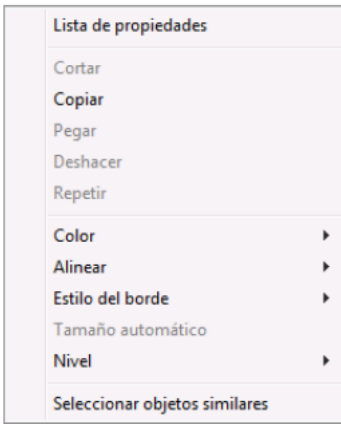 Lista de propiedades
Cortar
Copiar
Pegar
Deshacer
Repetir
Color
Alinear
Estilo del borde
Tamaño automático
Nivel
Seleccionar objetos similares